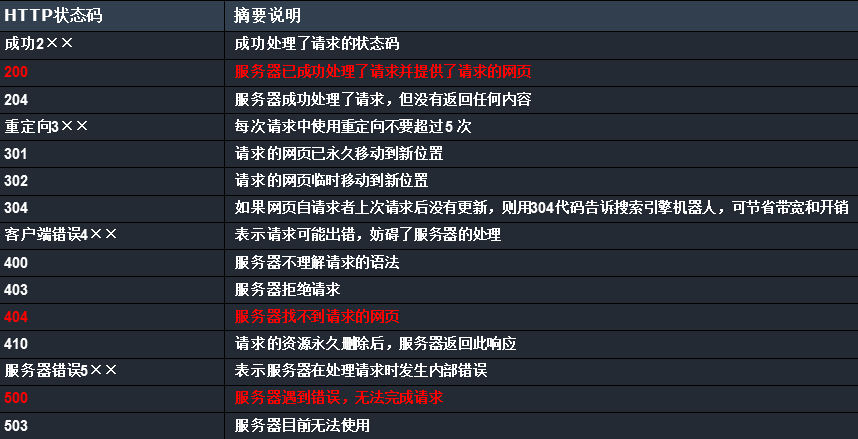 HTTP状态码 摘要说明
成功2×× 成功处理了请求的状态码
200 服务器已成功处理了请求并提供了请求的网页
204 服务器成功处理了请求，但没有返回任何内容
重定向3×× 每次请求中使用重定向不要超过5 次
301 请求的网页已永久移动到新位置
302 请求的网页临时移动到新位置
304 如果网页自请求者上次请求后没有更新，则用304代码告诉搜索引擎机器人，可节省带宽和开销
客户端错误4×× 表示请求可能出错，妨碍了服务器的处理
400 服务器不理解请求的语法
403 服务器拒绝请求
404 服务器找不到请求的网页
410 请求的资源永久删除后，服务器返回此响应
服务器错误5×× 表示服务器在处理请求时发生内部错误
500 服务器遇到错误，无法完成请求
503 服务器目前无法使用